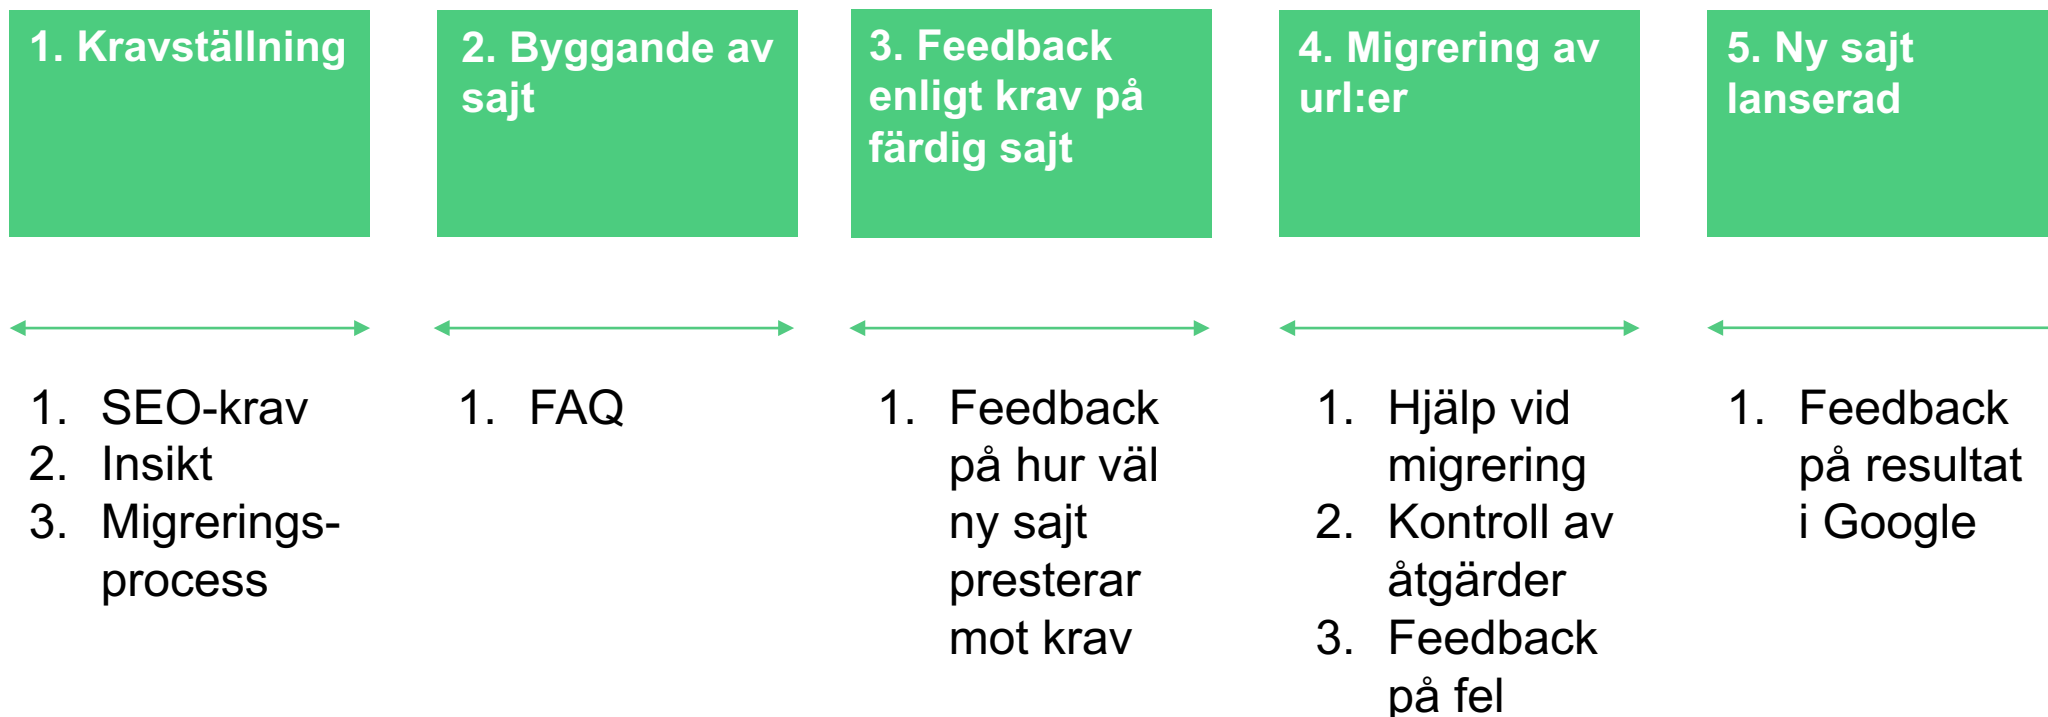 1. Kravställning
2. Byggande av
sajt
3. Feedback
enligt krav på
färdig sajt
4. Migrering av
url:er
5. Ny sajt
lanserad
1. SEO-krav
2. Insikt
3. Migrerings-
process
1. FAQ
1. Feedback
på hur väl
ny sajt
presterar
mot krav
1. Hjälp vid
migrering
2. Kontroll av
åtgärder
3. Feedback
på fel
1. Feedback
på resultat
i Google